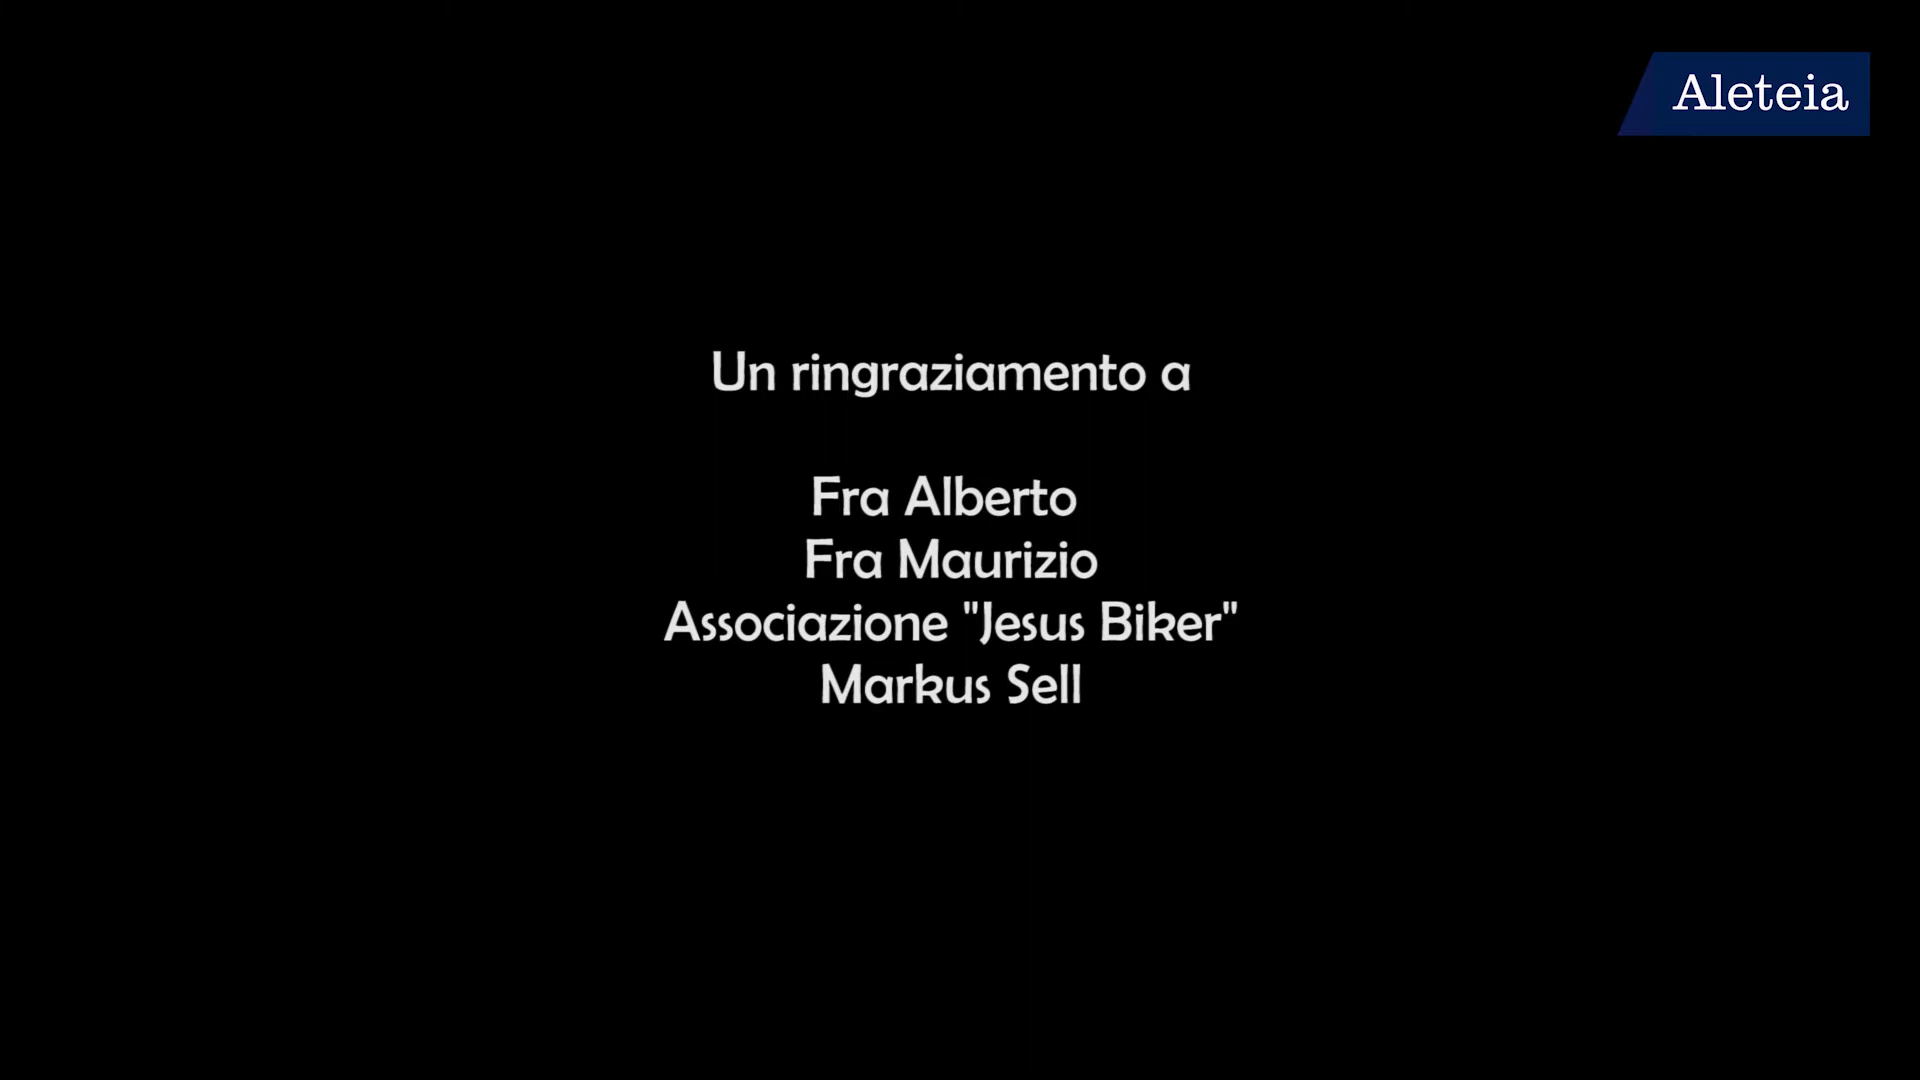 Aleteia
Un ringraziamento a
Fra Alberto
Fra Maurizio
Associazione "Jesus Biker"
Markus Sell